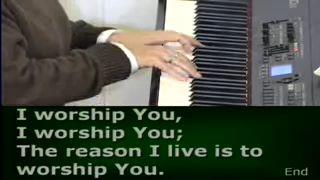 I worship You,
I worship You;
The reason I live is to
worship You.
End